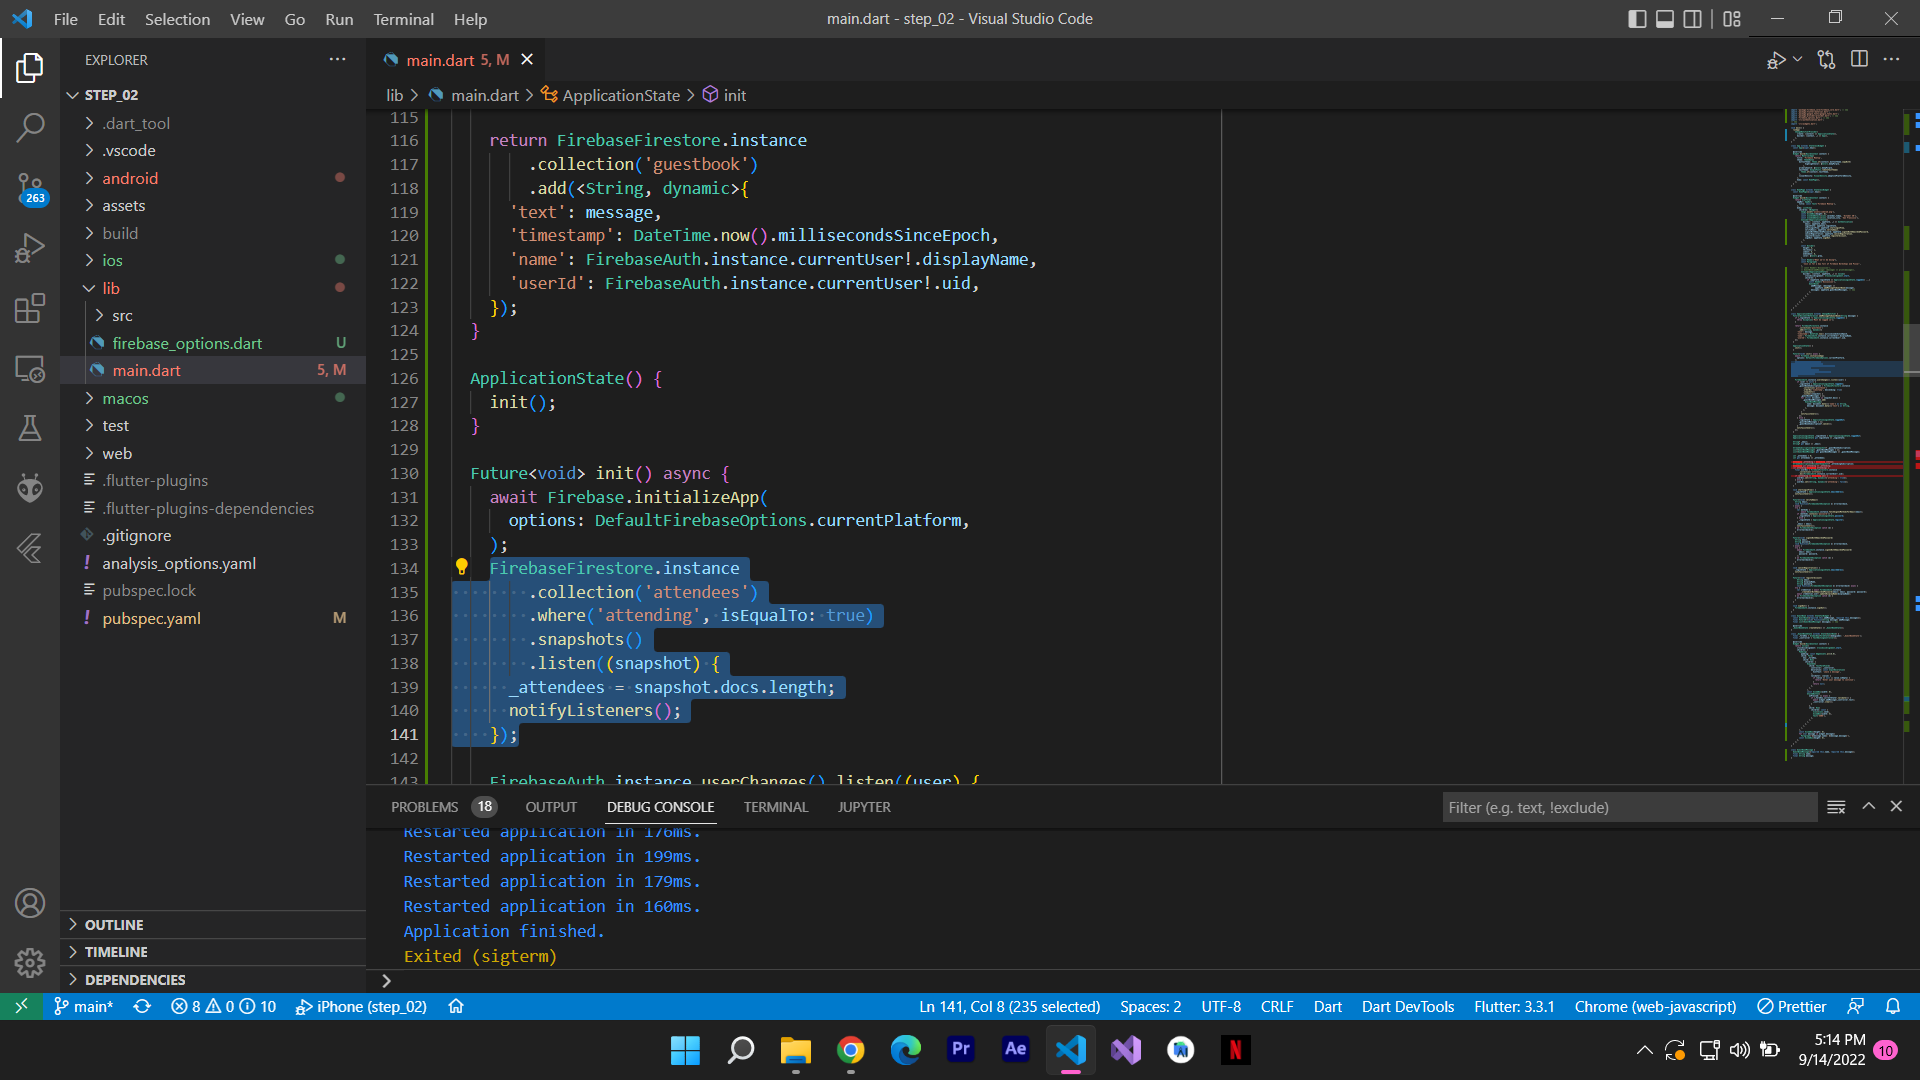 File Edit Selection View Go Run Terminal Help
main.dart - step_02 - Visual Studio Code
EXPLORER
STEP_02
.dart_tool
.vscode
android
assets
build
ios
lib
src
firebase_options.dart U
main.dart 5, M
macos
test
web
.flutter-plugins
.flutter-plugins-dependencies
.gitignore
analysis_options.yaml
pubspec.lock
pubspec.yaml M
OUTLINE
TIMELINE
DEPENDENCIES
263
main.dart 5, M
lib > main.dart > ApplicationState > init
115
116 return FirebaseFirestore.instance
117 .collection('guestbook')
118 .add(<String, dynamic>{
119 'text': message,
120 'timestamp': DateTime.now().millisecondsSinceEpoch,
121 'name': FirebaseAuth.instance.currentUser!.displayName,
122 'userId': FirebaseAuth.instance.currentUser!.uid,
123 });
124 }
125
126 ApplicationState() {
127 init();
128 }
129
130 Future<void> init() async {
131 await Firebase.initializeApp(
132 options: DefaultFirebaseOptions.currentPlatform,
133 );
134 FirebaseFirestore.instance
135 .collection('attendees')
136 .where('attending', isEqualTo: true)
137 .snapshots()
138 .listen((snapshot) {
139 _attendees = snapshot.docs.length;
140 notifyListeners();
141 });
142
143 FirebaseAuth.instance.userChanges().listen((user) {
PROBLEMS 18 OUTPUT DEBUG CONSOLE TERMINAL JUPYTER
Filter (e.g. text, !exclude)
Restarted application in 176ms.
Restarted application in 199ms.
Restarted application in 179ms.
Restarted application in 160ms.
Application finished.
Exited (sigterm)
main* 8 0 10 iPhone (step_02)
Ln 141, Col 8 (235 selected) Spaces: 2 UTF-8 CRLF Dart Dart DevTools Flutter: 3.3.1 Chrome (web-javascript) Prettier
Pr Ae N
5:14 PM
9/14/2022
10